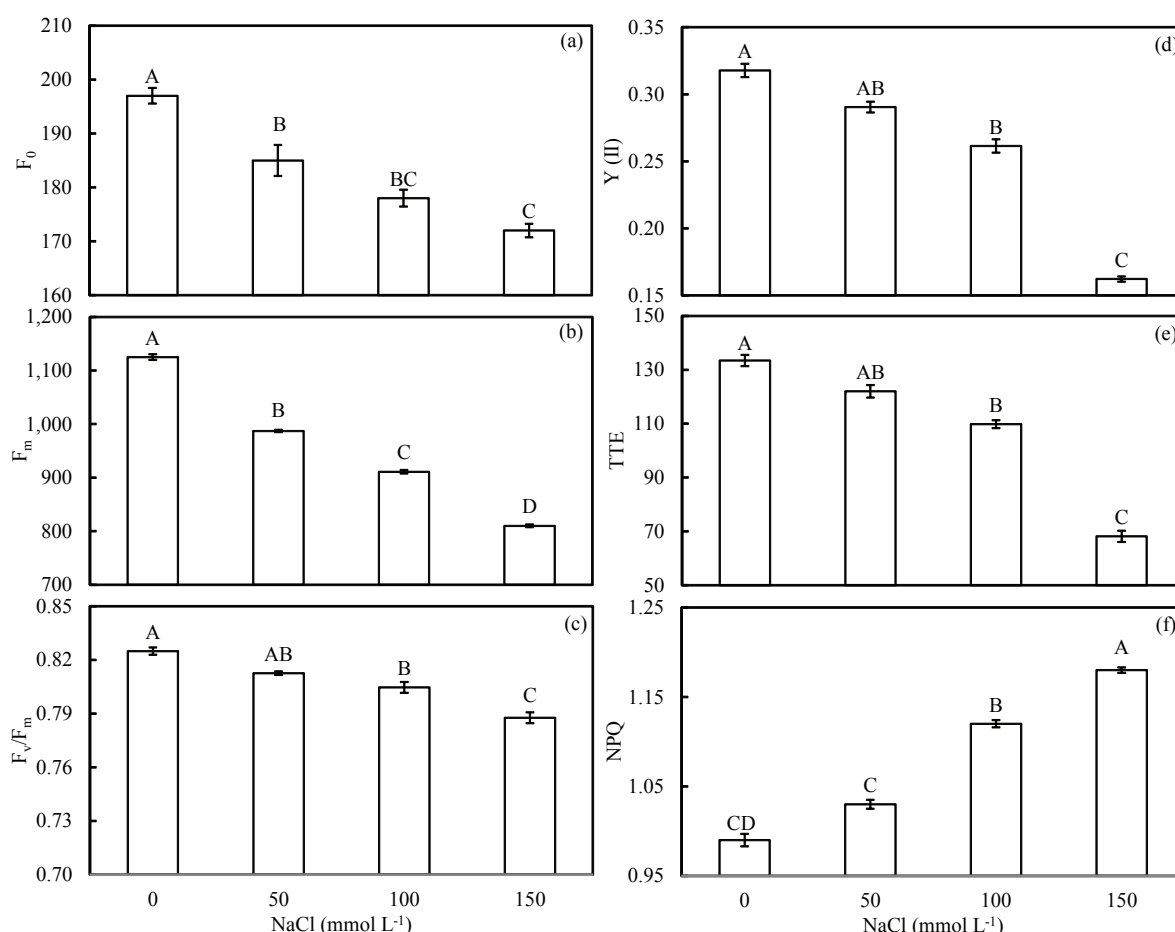 (a)
210
200
190
180
170
160
F0
A
B
BC
C
(b)
1,200
1,100
1,000
900
800
700
Fm
A
B
C
D
(c)
0.85
0.82
0.79
0.76
0.73
0.70
Fv/Fm
A
AB
B
C
0 50 100 150
NaCl (mmol L-1)
(d)
0.35
0.30
0.25
0.20
0.15
Y (II)
A
AB
B
C
(e)
150
130
110
90
70
50
TTE
A
AB
B
C
(f)
1.25
1.15
1.05
0.95
NPQ
CD
C
B
A
0 50 100 150
NaCl (mmol L-1)